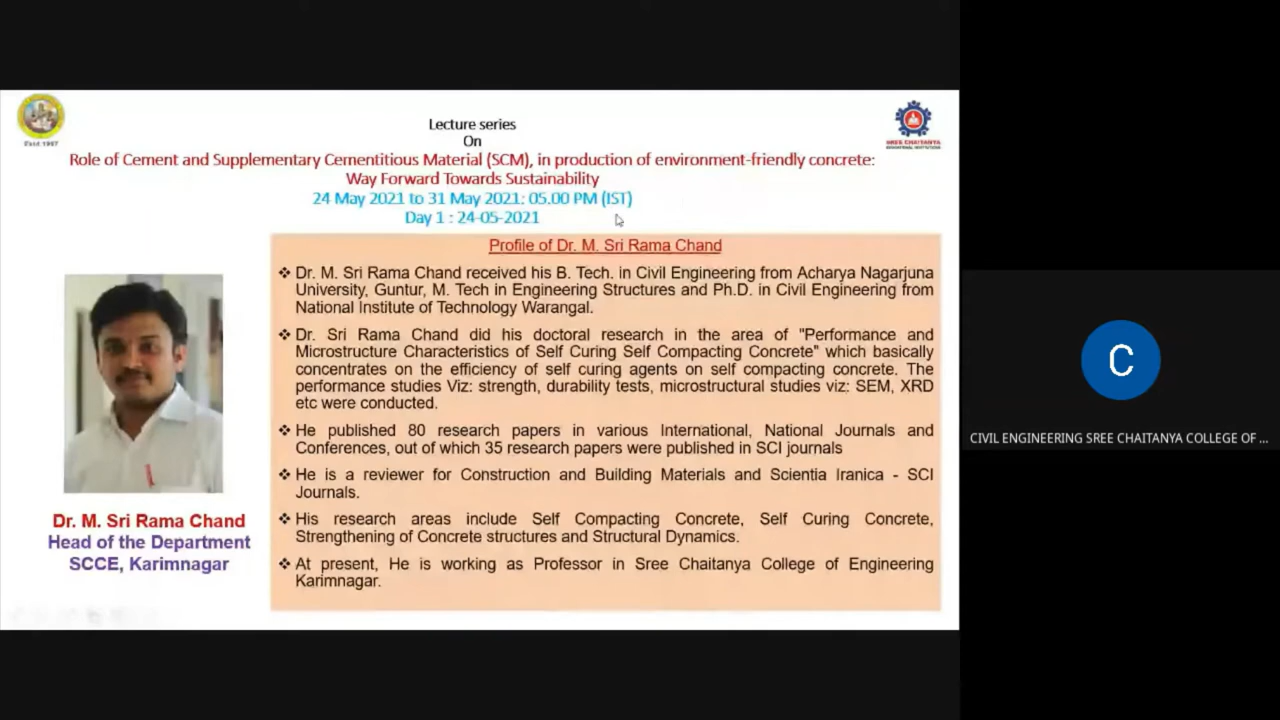 Estd.1997
Lecture series
On
Role of Cement and Supplementary Cementitious Material (SCM), in production of environment-friendly concrete:
Way Forward Towards Sustainability
24 May 2021 to 31 May 2021: 05.00 PM (IST)
Day 1 : 24-05-2021
SREE CHAITANYA
Profile of Dr. M. Sri Rama Chand
❖ Dr. M. Sri Rama Chand received his B. Tech. in Civil Engineering from Acharya Nagarjuna
University, Guntur, M. Tech in Engineering Structures and Ph.D. in Civil Engineering from
National Institute of Technology Warangal.
❖ Dr. Sri Rama Chand did his doctoral research in the area of "Performance and
Microstructure Characteristics of Self Curing Self Compacting Concrete" which basically
concentrates on the efficiency of self curing agents on self compacting concrete. The
performance studies Viz: strength, durability tests, microstructural studies viz: SEM, XRD
etc were conducted.
❖ He published 80 research papers in various International, National Journals and
Conferences, out of which 35 research papers were published in SCI journals
❖ He is a reviewer for Construction and Building Materials and Scientia Iranica - SCI
Journals.
❖ His research areas include Self Compacting Concrete, Self Curing Concrete,
Strengthening of Concrete structures and Structural Dynamics.
❖ At present, He is working as Professor in Sree Chaitanya College of Engineering
Karimnagar.
Dr. M. Sri Rama Chand
Head of the Department
SCCE, Karimnagar
C
CIVIL ENGINEERING SREE CHAITANYA COLLEGE OF ...